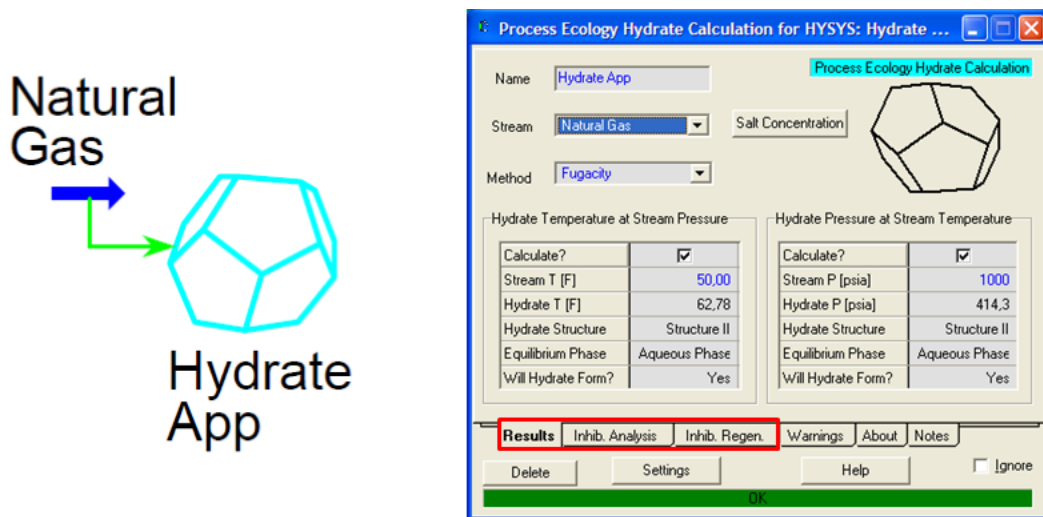 Natural
Gas
Hydrate
App
Process Ecology Hydrate Calculation for HYSYS: Hydrate ...
Process Ecology Hydrate Calculation
Name Hydrate App
Stream Natural Gas Salt Concentration
Method Fugacity
Hydrate Temperature at Stream Pressure
Calculate?
Stream T [F] 50,00
Hydrate T [F] 62,78
Hydrate Structure Structure II
Equilibrium Phase Aqueous Phase
Will Hydrate Form? Yes
Hydrate Pressure at Stream Temperature
Calculate?
Stream P [psia] 1000
Hydrate P [psia] 414,3
Hydrate Structure Structure II
Equilibrium Phase Aqueous Phase
Will Hydrate Form? Yes
Results Inhib. Analysis Inhib. Regen. Warnings About Notes
Delete Settings Help Ignore
OK